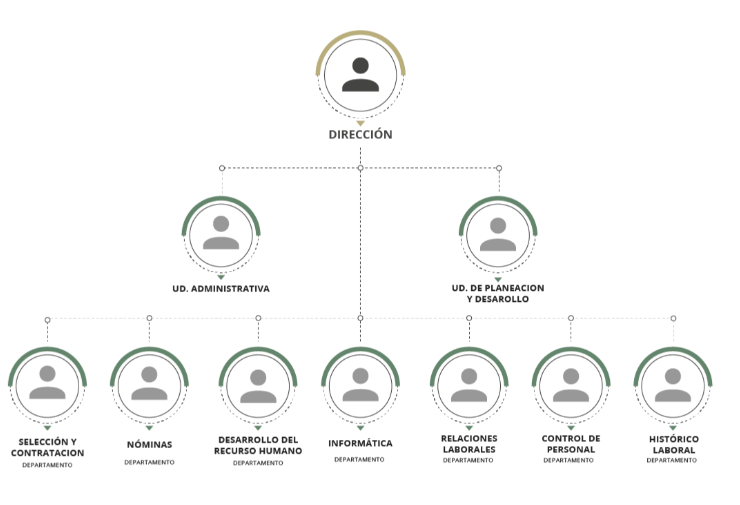 DIRECCIÓN
UD. ADMINISTRATIVA
UD. DE PLANEACION
Y DESAROLLO
SELECCIÓN Y
CONTRATACION
DEPARTAMENTO
NÓMINAS
DEPARTAMENTO
DESARROLLO DEL
RECURSO HUMANO
DEPARTAMENTO
INFORMÁTICA
DEPARTAMENTO
RELACIONES
LABORALES
DEPARTAMENTO
CONTROL DE
PERSONAL
DEPARTAMENTO
HISTÓRICO
LABORAL
DEPARTAMENTO